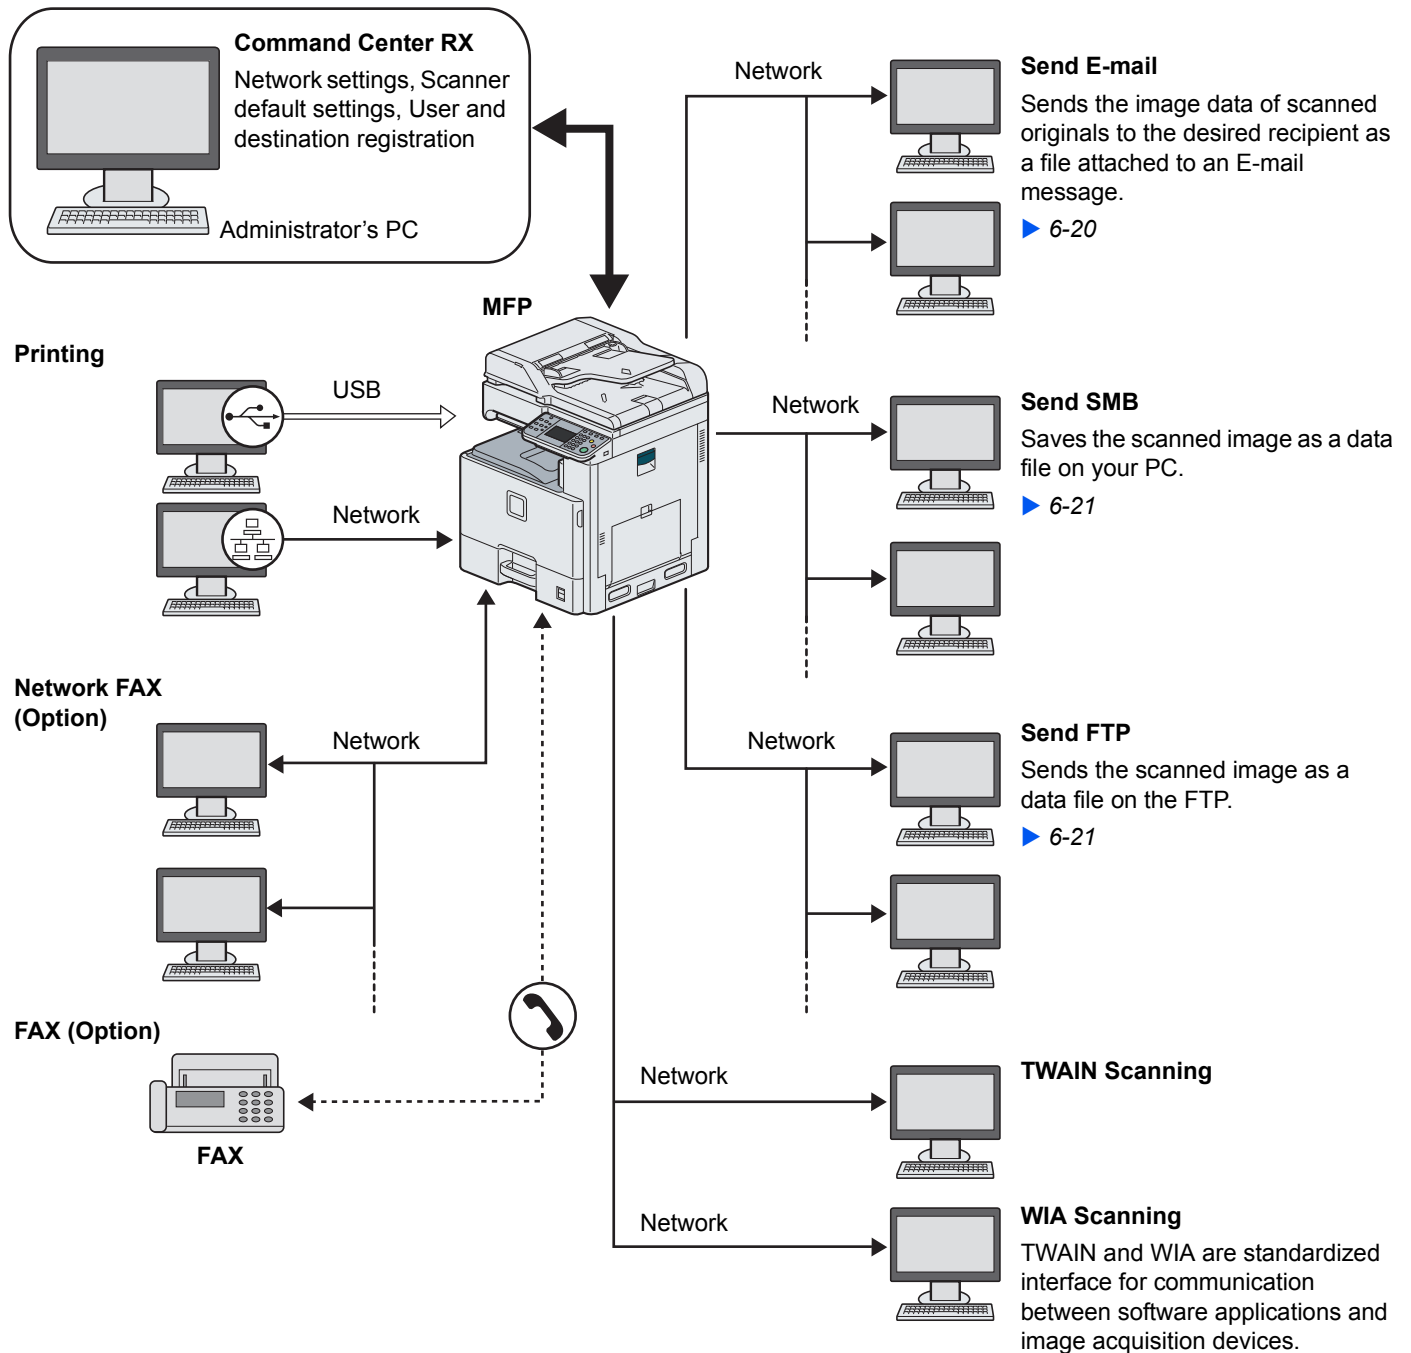 Command Center RX
Network settings, Scanner
default settings, User and
destination registration
Administrator's PC
MFP
Printing
USB
Network
Network FAX
(Option)
Network
FAX (Option)
FAX
Network
Send E-mail
Sends the image data of scanned
originals to the desired recipient as
a file attached to an E-mail
message.
▶ 6-20
Network
Send SMB
Saves the scanned image as a data
file on your PC.
▶ 6-21
Network
Send FTP
Sends the scanned image as a
data file on the FTP.
▶ 6-21
Network
TWAIN Scanning
Network
WIA Scanning
TWAIN and WIA are standardized
interface for communication
between software applications and
image acquisition devices.